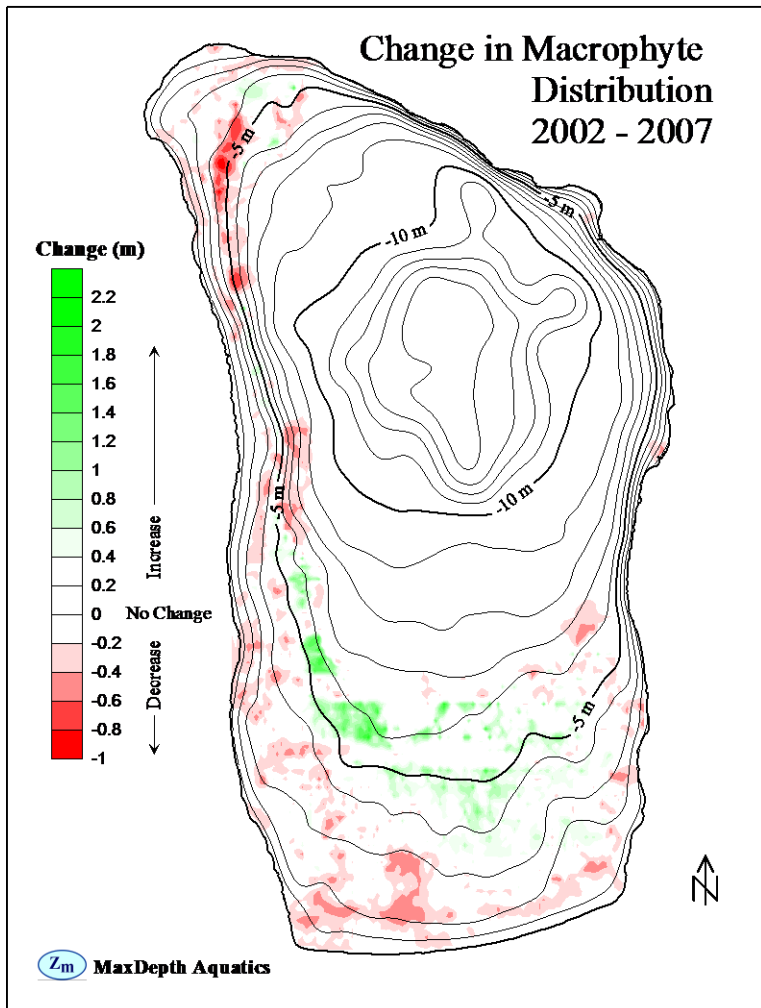 Change in Macrophyte
Distribution
2002 - 2007
-5 m
-5 m
-10 m
Change (m)
2.2
2
1.8
1.6
1.4
1.2
1
0.8
0.6
0.4
0.2
0
-0.2
-0.4
-0.6
-0.8
-1
Increase
No Change
Decrease
-5 m
-10 m
-5 m
N
Zm MaxDepth Aquatics